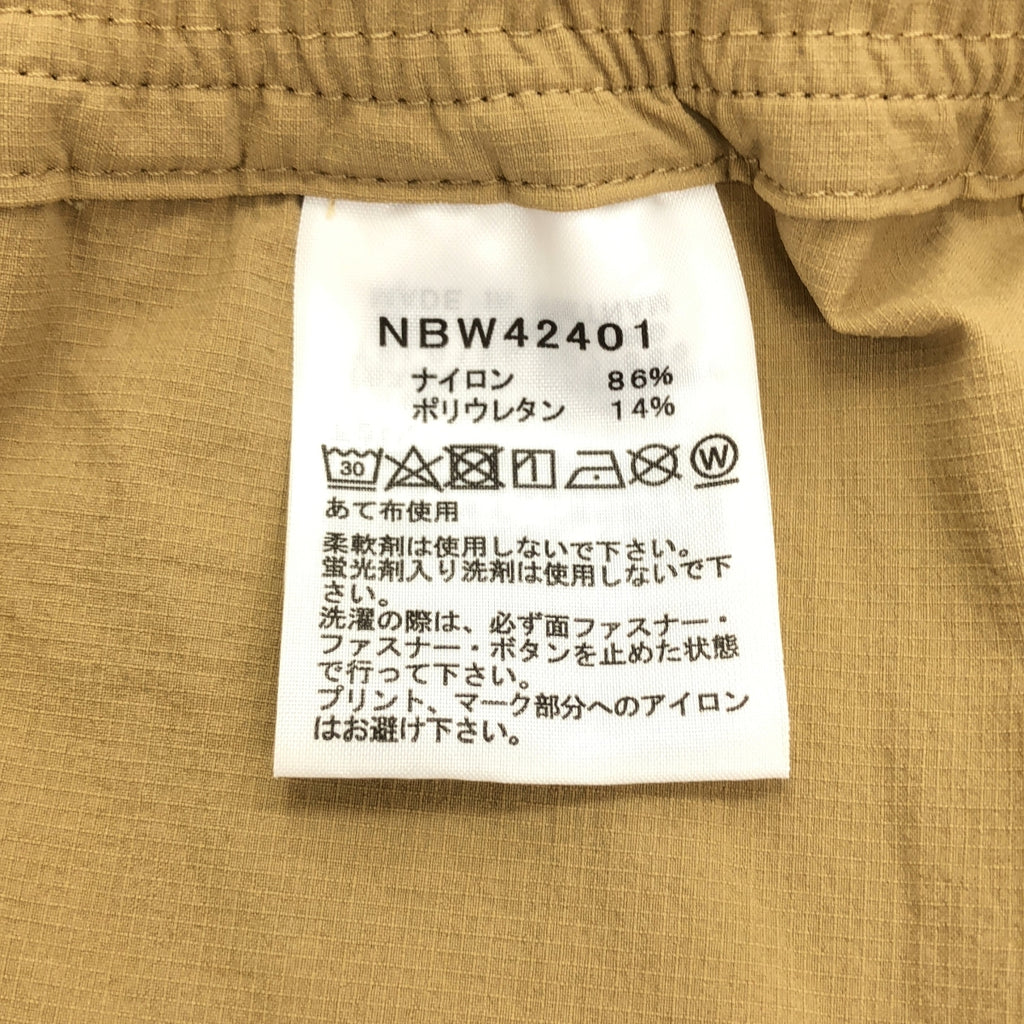 NBW42401
ナイロン 86%
ポリウレタン 14%
30 W
あて布使用
柔軟剤は使用しないで下さい。
蛍光剤入り洗剤は使用しないで下
さい。
洗濯の際は、必ず面ファスナー・
ファスナー・ボタンを止めた状態
で行って下さい。
プリント、マーク部分へのアイロン
はお避け下さい。